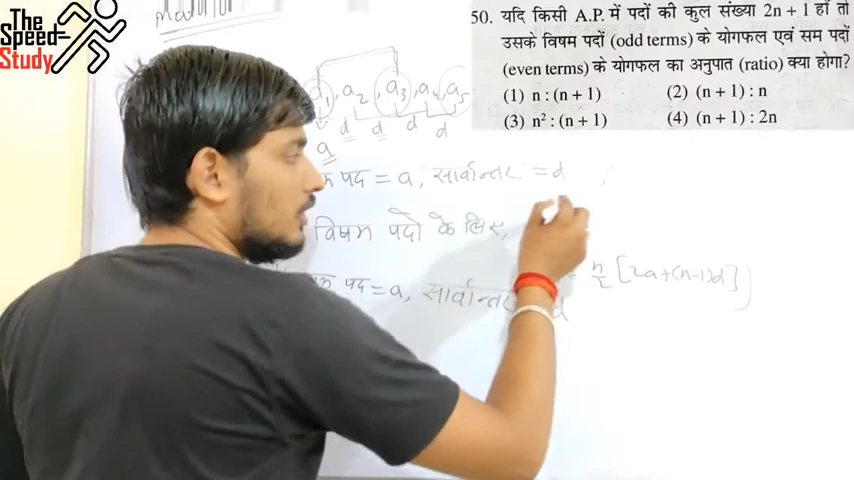 The
Speed
Study
50. यदि किसी A.P. में पदों की कुल संख्या 2n + 1 हों तो
उसके विषम पदों (odd terms) के योगफल एवं सम पदों
(even terms) के योगफल का अनुपात (ratio) क्या होगा?
(1) n : (n + 1) (2) (n + 1) : n
(3) n² : (n + 1) (4) (n + 1) : 2n
a₁, a₂, a₃, a₄, a₅
d d d d
a
पद = a, सार्वान्तर = d
विषम पदो के लिए,
पद = a, सार्वान्तर d
n/2 [2a+(n-1)d]